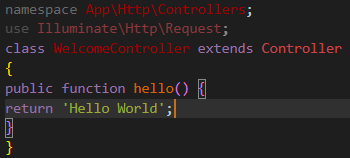 namespace App\Http\Controllers;
use Illuminate\Http\Request;
class WelcomeController extends Controller
{
public function hello() {
return 'Hello World';
}
}